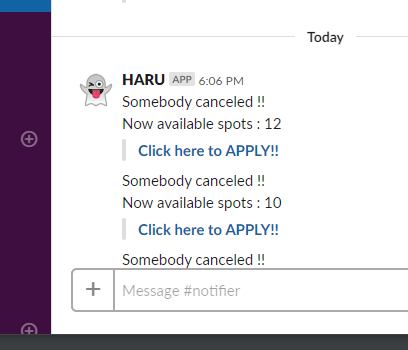 Today
HARU APP 6:06 PM
Somebody canceled !!
Now available spots : 12
Click here to APPLY!!
Somebody canceled !!
Now available spots : 10
Click here to APPLY!!
Somebody canceled !!
Message #notifier